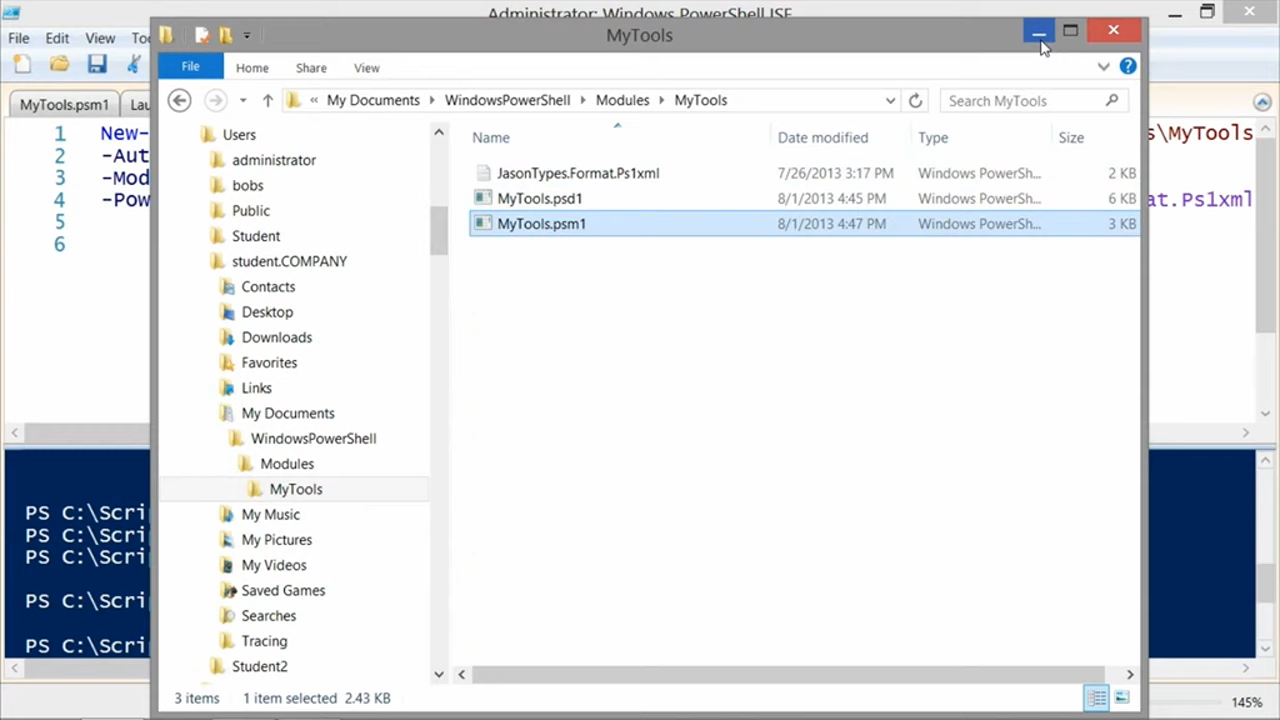 Administrator: Windows PowerShell ISE
MyTools
File Edit View
File Home Share View
« My Documents WindowsPowerShell Modules MyTools
Search MyTools
MyTools.psm1
Users
administrator
bobs
Public
Student
student.COMPANY
Contacts
Desktop
Downloads
Favorites
Links
My Documents
WindowsPowerShell
Modules
MyTools
My Music
My Pictures
My Videos
Saved Games
Searches
Tracing
Student2
Name Date modified Type Size
JasonTypes.Format.Ps1xml 7/26/2013 3:17 PM Windows PowerSh... 2 KB
MyTools.psd1 8/1/2013 4:45 PM Windows PowerSh... 6 KB
MyTools.psm1 8/1/2013 4:47 PM Windows PowerSh... 3 KB
1 New- s\MyTools
2 -Aut
3 -Mod
4 -Pow at.Ps1xml
5
6
PS C:\Scri
PS C:\Scri
PS C:\Scri
PS C:\Scri
PS C:\Scri
3 items 1 item selected 2.43 KB
145%